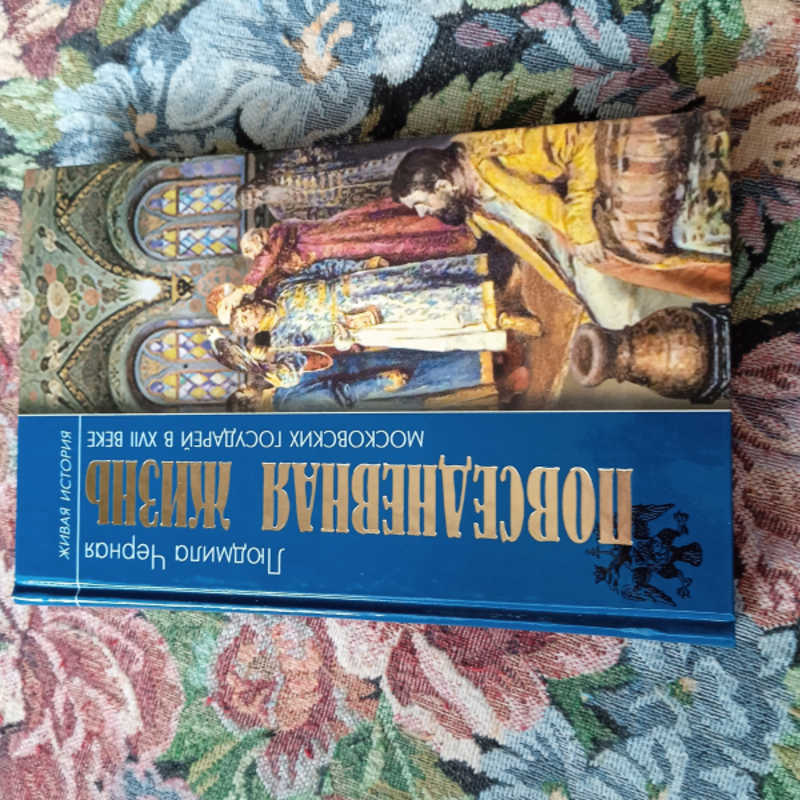 Людмила Черная
ПОВСЕДНЕВНАЯ ЖИЗНЬ
МОСКОВСКИХ ГОСУДАРЕЙ В XVII ВЕКЕ
ЖИВАЯ ИСТОРИЯ